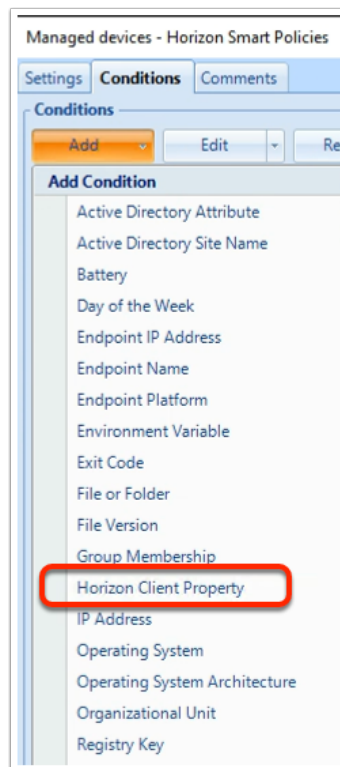 Managed devices - Horizon Smart Policies
Settings Conditions Comments
Conditions
Add Edit Re
Add Condition
Active Directory Attribute
Active Directory Site Name
Battery
Day of the Week
Endpoint IP Address
Endpoint Name
Endpoint Platform
Environment Variable
Exit Code
File or Folder
File Version
Group Membership
Horizon Client Property
IP Address
Operating System
Operating System Architecture
Organizational Unit
Registry Key